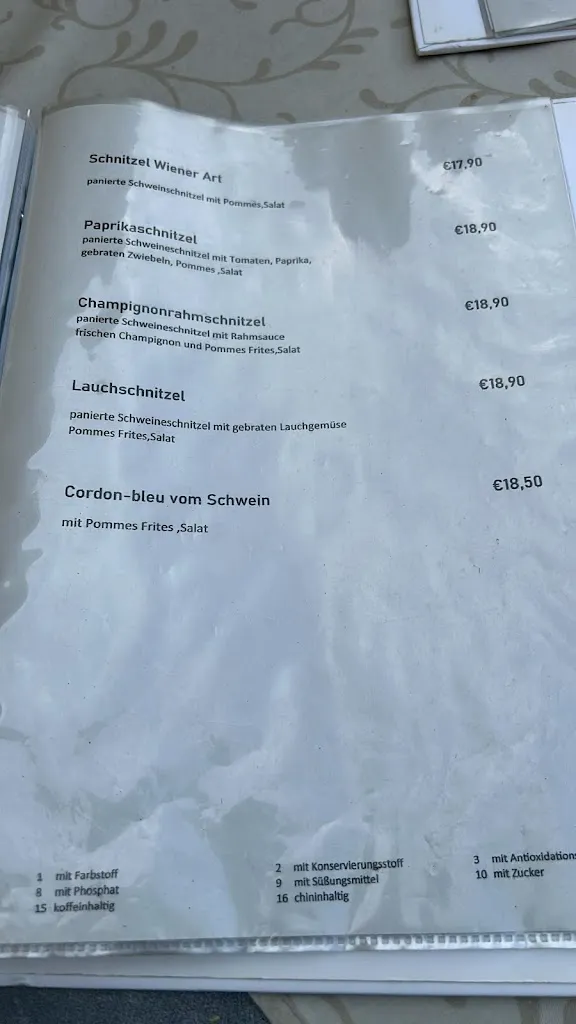 Schnitzel Wiener Art €17,90
panierte Schweinschnitzel mit Pommes,Salat
Paprikaschnitzel €18,90
panierte Schweineschnitzel mit Tomaten, Paprika,
gebraten Zwiebeln, Pommes ,Salat
Champignonrahmschnitzel €18,90
panierte Schweineschnitzel mit Rahmsauce
frischen Champignon und Pommes Frites,Salat
Lauchschnitzel €18,90
panierte Schweineschnitzel mit gebraten Lauchgemüse
Pommes Frites,Salat
Cordon-bleu vom Schwein €18,50
mit Pommes Frites ,Salat
1 mit Farbstoff 2 mit Konservierungsstoff 3 mit Antioxidations
8 mit Phosphat 9 mit Süßungsmittel 10 mit Zucker
15 koffeinhaltig 16 chininhaltig